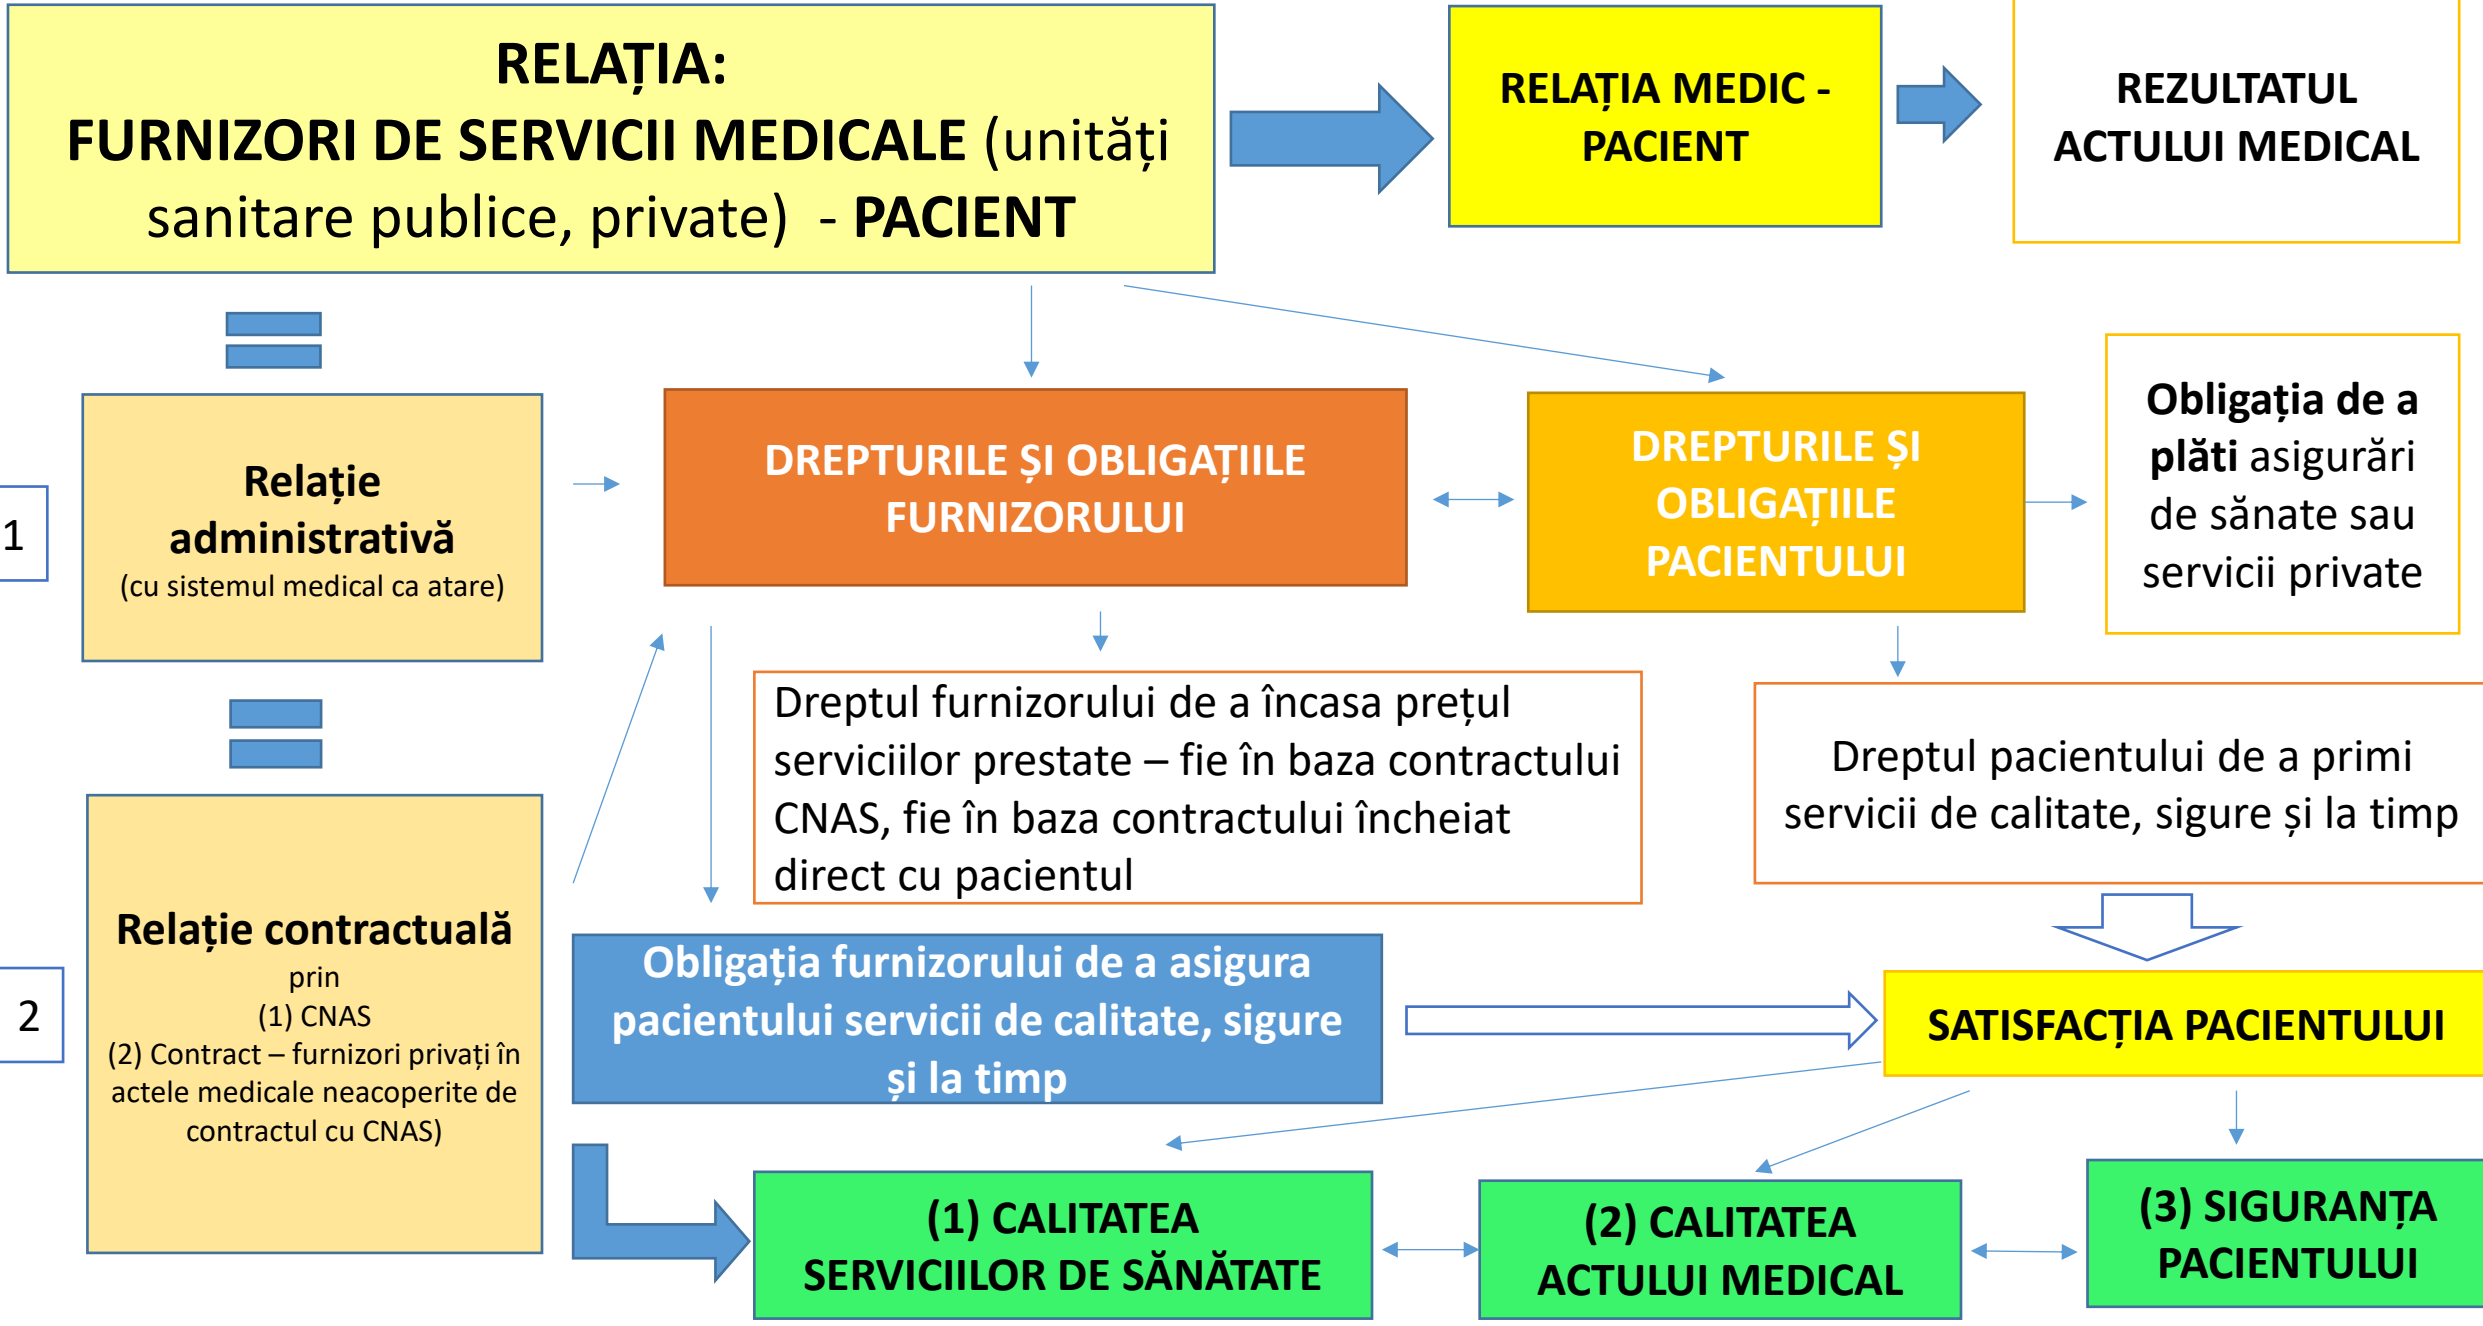 RELAȚIA:
FURNIZORI DE SERVICII MEDICALE (unități
sanitare publice, private) - PACIENT
RELAȚIA MEDIC -
PACIENT
REZULTATUL
ACTULUI MEDICAL
1
Relație
administrativă
(cu sistemul medical ca atare)
DREPTURILE ȘI OBLIGAȚIILE
FURNIZORULUI
DREPTURILE ȘI
OBLIGAȚIILE
PACIENTULUI
Obligația de a
plăti asigurări
de sănate sau
servicii private
Dreptul furnizorului de a încasa prețul
serviciilor prestate – fie în baza contractului
CNAS, fie în baza contractului încheiat
direct cu pacientul
Dreptul pacientului de a primi
servicii de calitate, sigure și la timp
2
Relație contractuală
prin
(1) CNAS
(2) Contract – furnizori privați în
actele medicale neacoperite de
contractul cu CNAS)
Obligația furnizorului de a asigura
pacientului servicii de calitate, sigure
și la timp
SATISFACȚIA PACIENTULUI
(1) CALITATEA
SERVICIILOR DE SĂNĂTATE
(2) CALITATEA
ACTULUI MEDICAL
(3) SIGURANȚA
PACIENTULUI